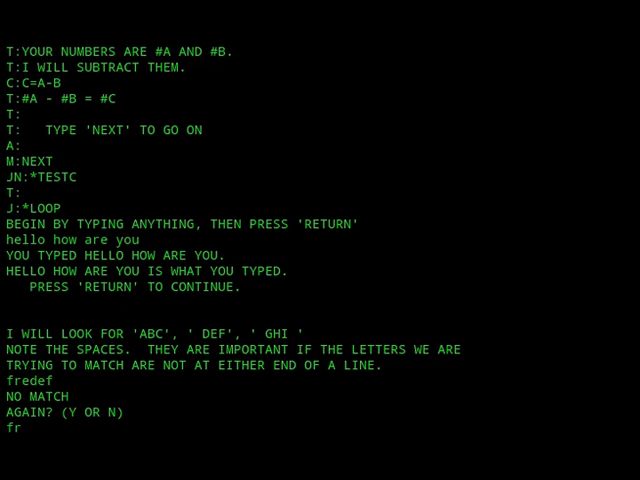 T:YOUR NUMBERS ARE #A AND #B.
T:I WILL SUBTRACT THEM.
C:C=A-B
T:#A - #B = #C
T:
T:   TYPE 'NEXT' TO GO ON
A:
M:NEXT
JN:*TESTC
T:
J:*LOOP
BEGIN BY TYPING ANYTHING, THEN PRESS 'RETURN'
hello how are you
YOU TYPED HELLO HOW ARE YOU.
HELLO HOW ARE YOU IS WHAT YOU TYPED.
   PRESS 'RETURN' TO CONTINUE.
I WILL LOOK FOR 'ABC', ' DEF', ' GHI '
NOTE THE SPACES.  THEY ARE IMPORTANT IF THE LETTERS WE ARE
TRYING TO MATCH ARE NOT AT EITHER END OF A LINE.
fredef
NO MATCH
AGAIN? (Y OR N)
fr